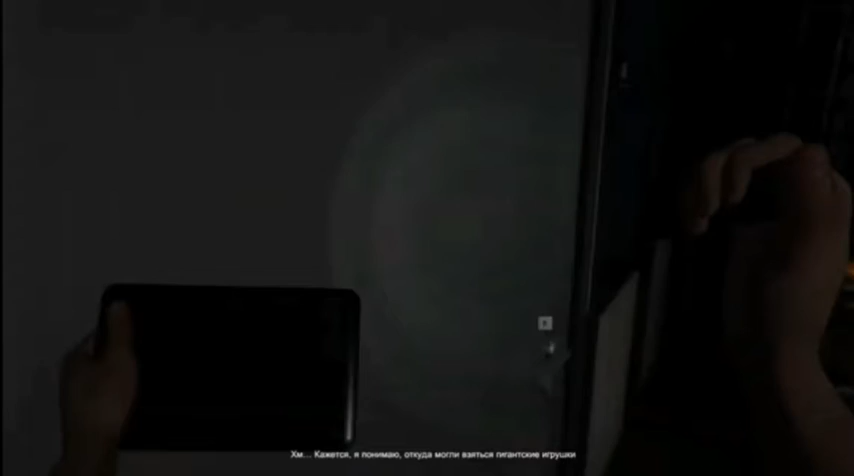 Хм... Кажется, я понимаю, откуда могли взяться гигантские игрушки